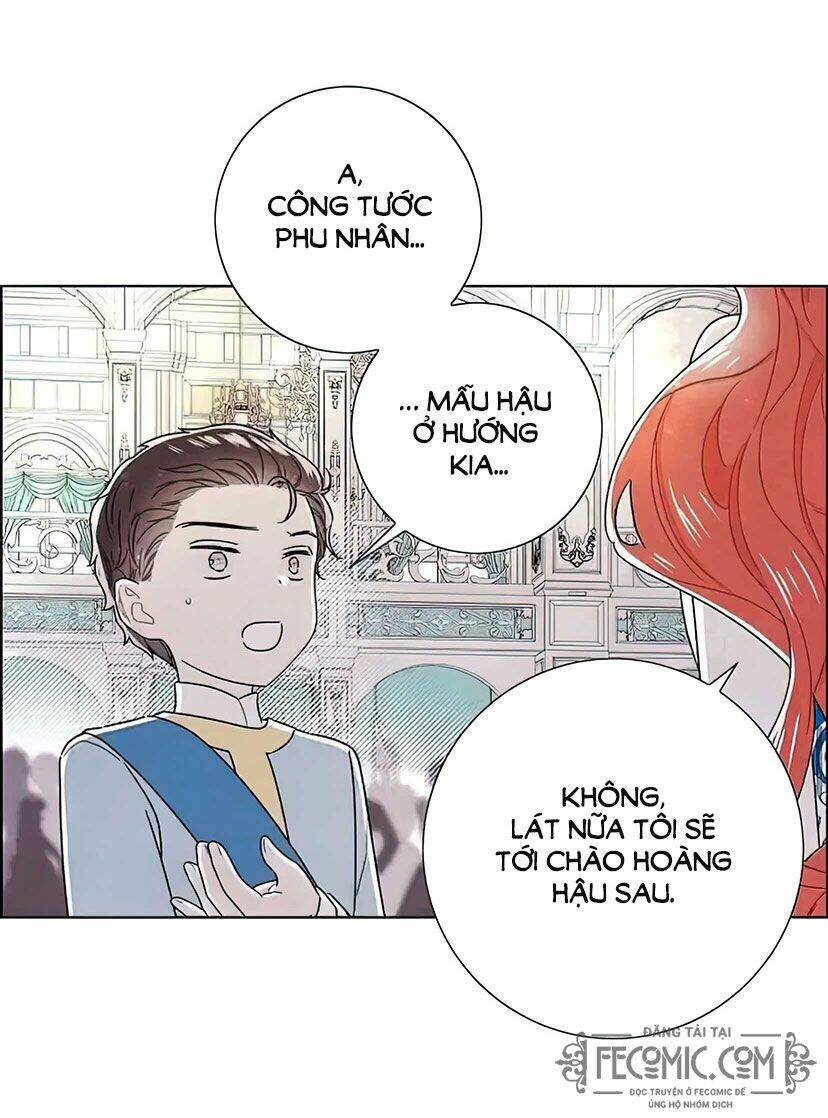 A,
CÔNG TƯỚC
PHU NHÂN...
... MẪU HẬU
Ở HƯỚNG
KIA...
KHÔNG,
LÁT NỮA TÔI SẼ
TỚI CHÀO HOÀNG
HẬU SAU.
ĐĂNG TẢI TẠI
FECOMIC.COM
ĐỌC TRUYỆN Ở FECOMIC ĐỂ
ỦNG HỘ NHÓM DỊCH